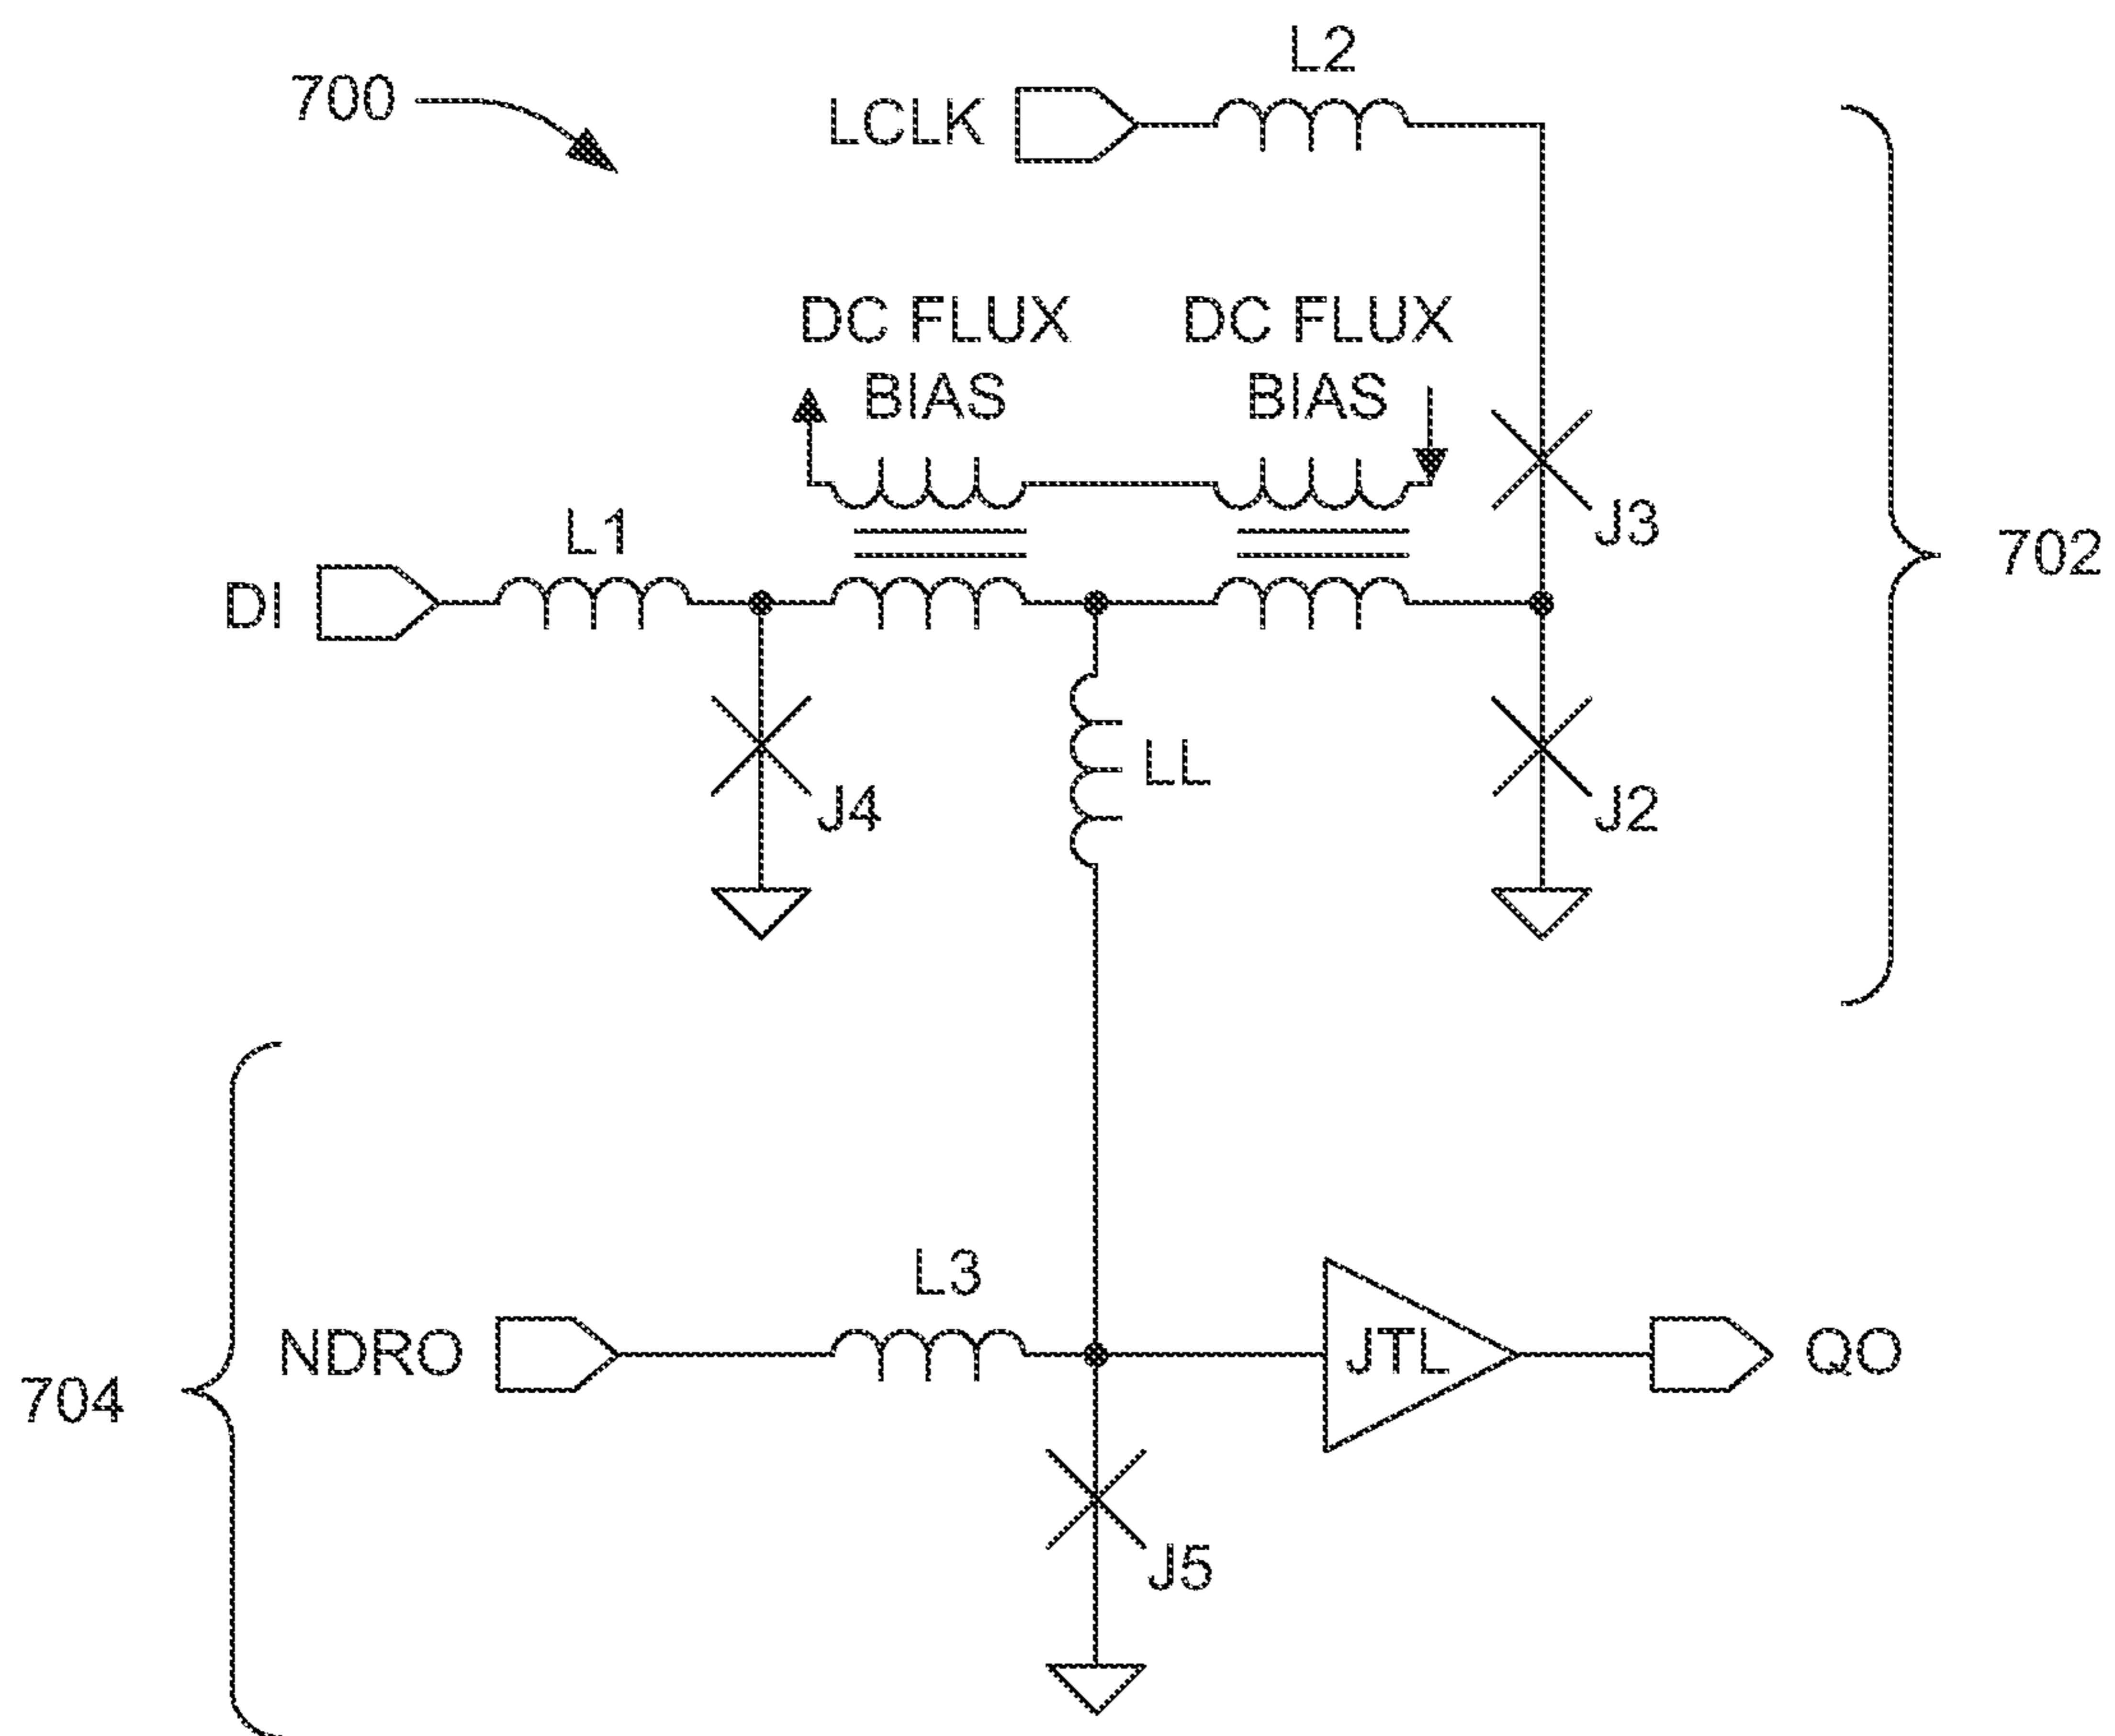 L2
700
LCLK
DC FLUX
BIAS
DC FLUX
BIAS
J3
L1
702
DI
LL
J4
J2
L3
NDRO
JTL
QO
704
J5